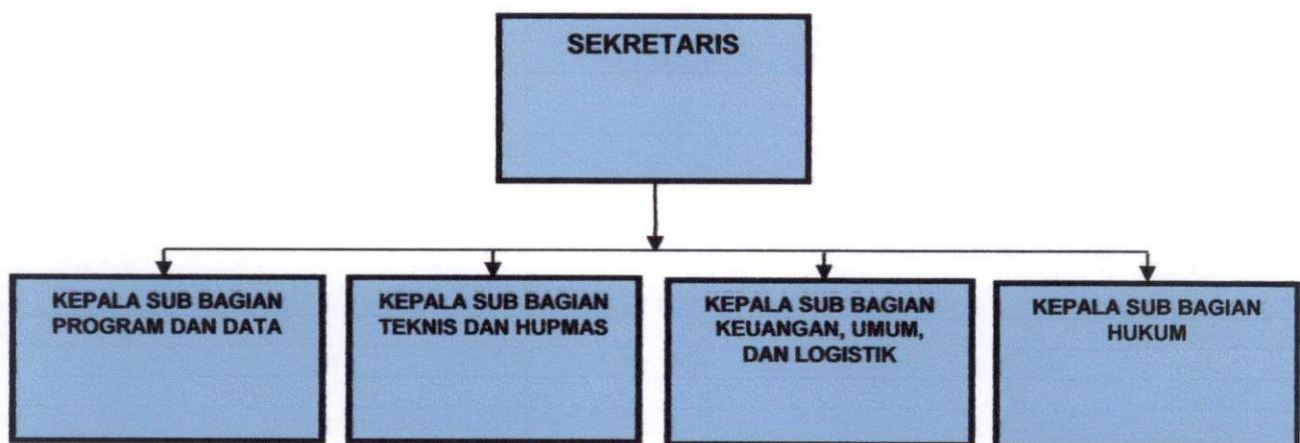 SEKRETARIS
KEPALA SUB BAGIAN
PROGRAM DAN DATA
KEPALA SUB BAGIAN
TEKNIS DAN HUPMAS
KEPALA SUB BAGIAN
KEUANGAN, UMUM,
DAN LOGISTIK
KEPALA SUB BAGIAN
HUKUM